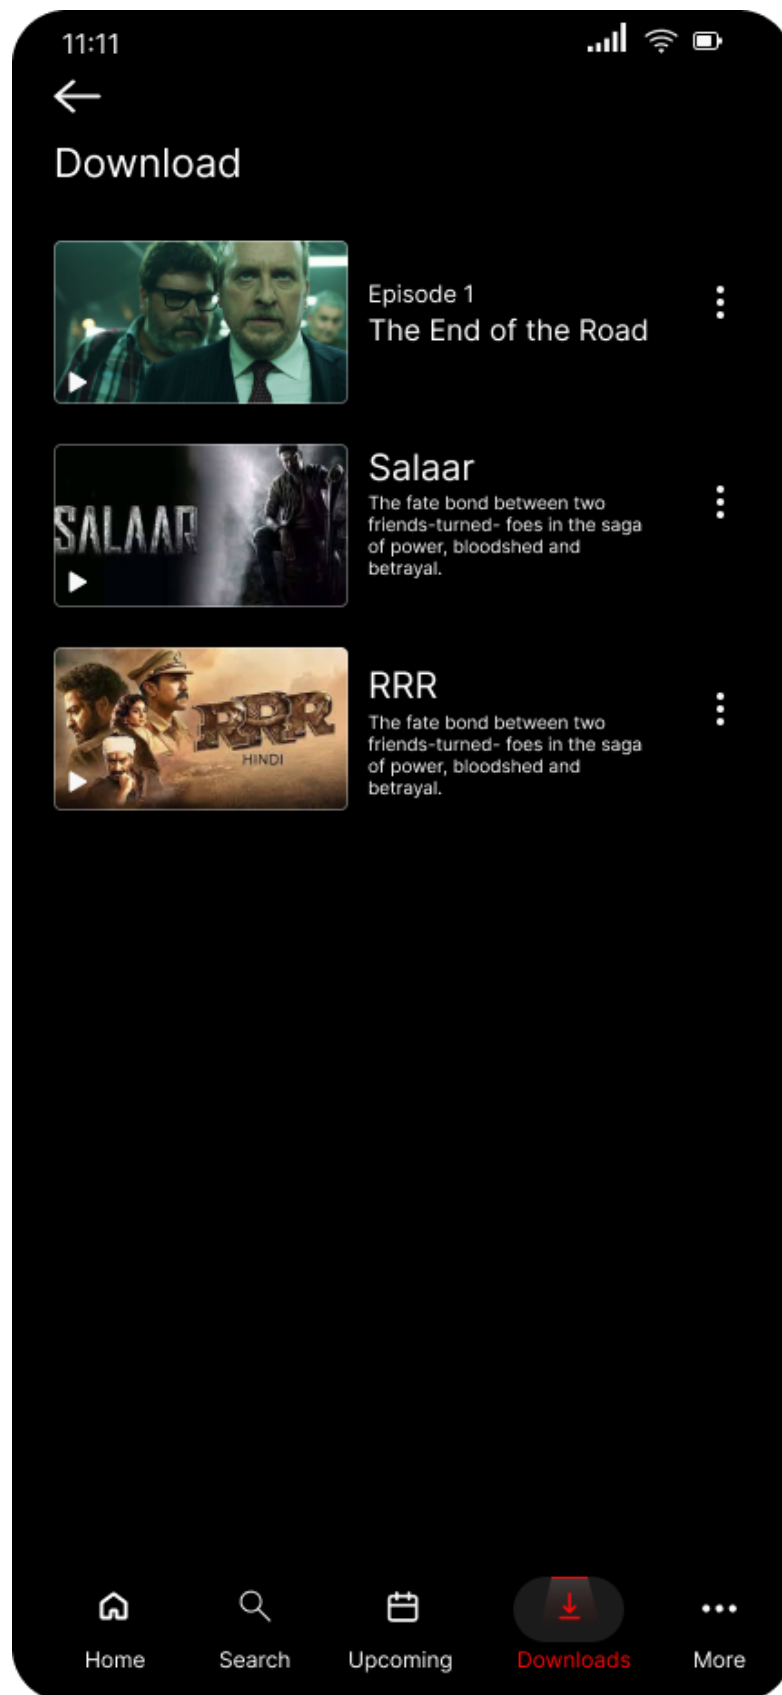 11:11
Download
Episode 1
The End of the Road
SALAAR
Salaar
The fate bond between two
friends-turned- foes in the saga
of power, bloodshed and
betrayal.
RRR
HINDI
RRR
The fate bond between two
friends-turned- foes in the saga
of power, bloodshed and
betrayal.
Home
Search
Upcoming
Downloads
More